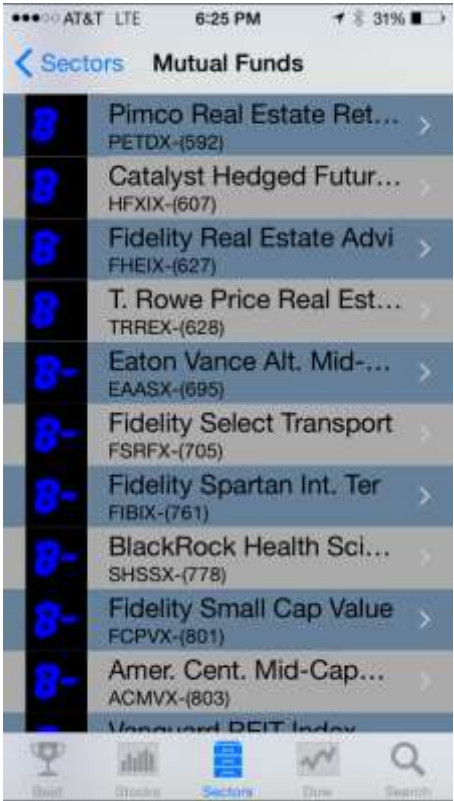 AT&T LTE 6:25 PM 31%
Sectors Mutual Funds
B Pimco Real Estate Ret...
PETDX-(592)
B Catalyst Hedged Futur...
HFXIX-(607)
B Fidelity Real Estate Advi
FHEIX-(627)
B T. Rowe Price Real Est...
TRREX-(628)
B- Eaton Vance Alt. Mid-...
EAASX-(695)
B- Fidelity Select Transport
FSRFX-(705)
B- Fidelity Spartan Int. Ter
FIBIX-(761)
B- BlackRock Health Sci...
SHSSX-(778)
B- Fidelity Small Cap Value
FCPVX-(801)
B- Amer. Cent. Mid-Cap...
ACMVX-(803)
Vanguard REIT Index
Best Stocks Sectors Dow Search